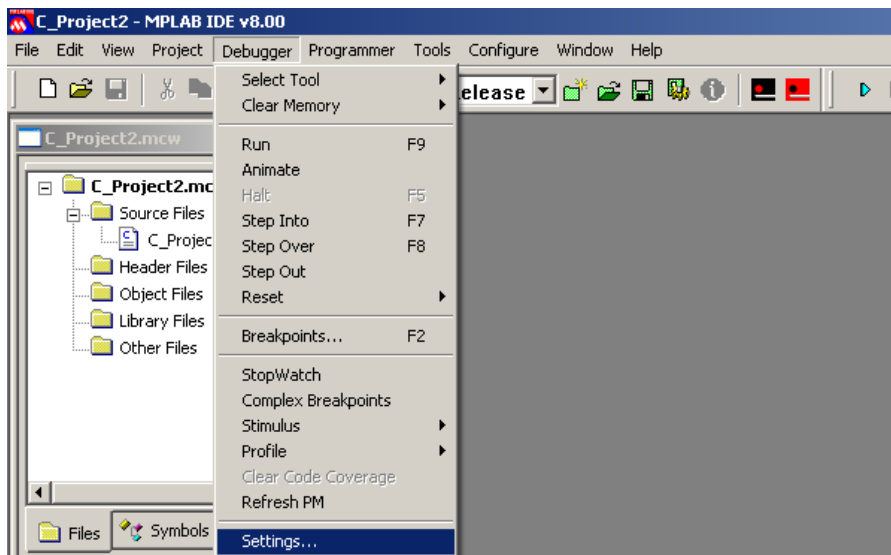 C_Project2 - MPLAB IDE v8.00
File Edit View Project Debugger Programmer Tools Configure Window Help
elease
C_Project2.mcw
C_Project2.mc
Source Files
C_Projec
Header Files
Object Files
Library Files
Other Files
Files Symbols
Select Tool
Clear Memory
Run F9
Animate
Halt F5
Step Into F7
Step Over F8
Step Out
Reset
Breakpoints... F2
StopWatch
Complex Breakpoints
Stimulus
Profile
Clear Code Coverage
Refresh PM
Settings...